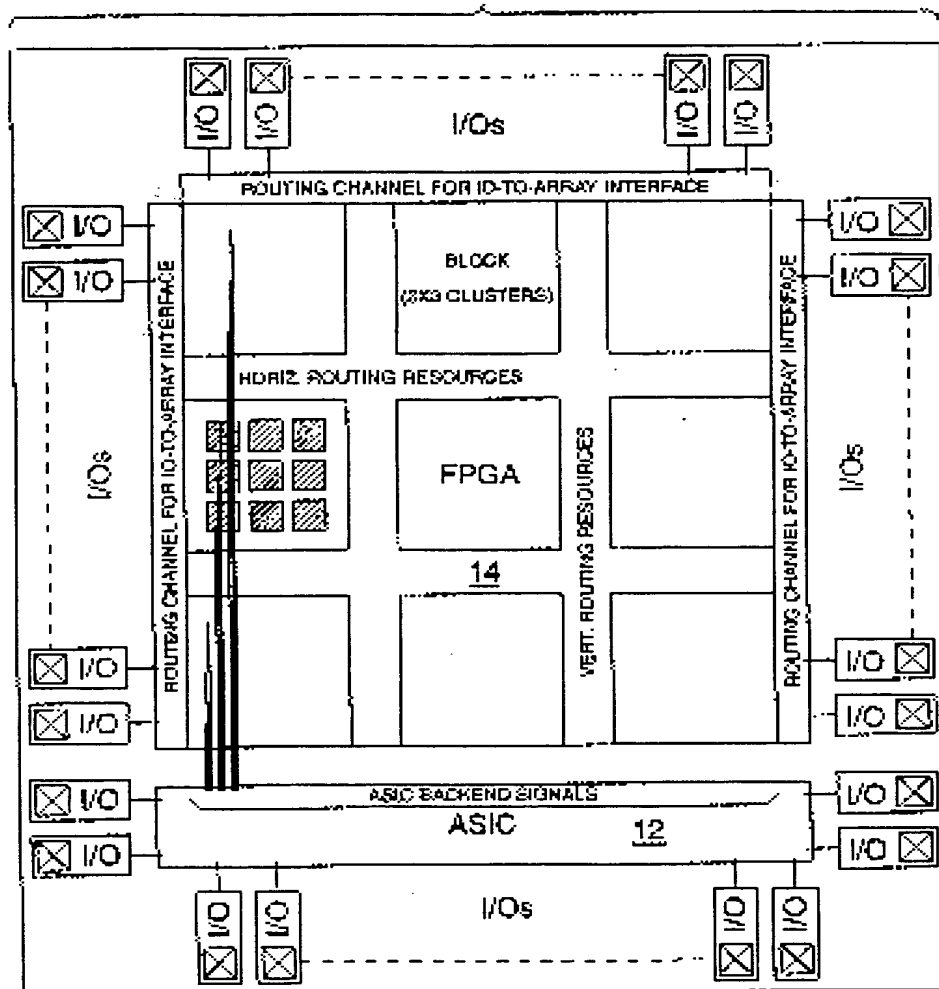 I/O I/O I/O I/O
I/Os
ROUTING CHANNEL FOR IO-TO-ARRAY INTERFACE
I/O
I/O
I/Os
I/O
I/O
ROUTING CHANNEL FOR IO-TO-ARRAY INTERFACE
BLOCK
(3X3 CLUSTERS)
HORIZ. ROUTING RESOURCES
FPGA
14
VERT. ROUTING RESOURCES
ROUTING CHANNEL FOR IO-TO-ARRAY INTERFACE
I/O
I/O
I/Os
I/O
I/O
I/O
I/O
ASIC BACKEND SIGNALS
ASIC
12
I/O
I/O
I/O I/O I/O I/O
I/Os